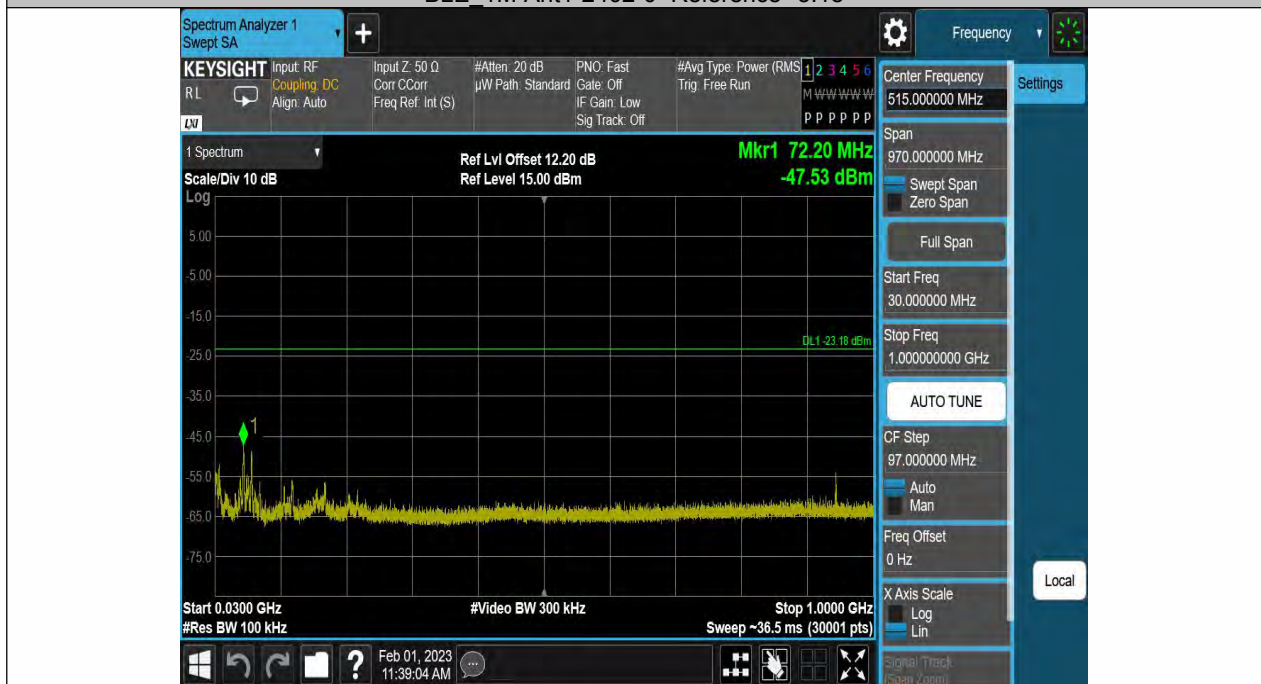 Spectrum Analyzer 1
Swept SA
+
Frequency
KEYSIGHT
RL
LXI
Input: RF
Coupling: DC
Align: Auto
Input Z: 50 Ω
Corr CCorr
Freq Ref: Int (S)
#Atten: 20 dB
µW Path: Standard
PNO: Fast
Gate: Off
IF Gain: Low
Sig Track: Off
#Avg Type: Power (RMS
Trig: Free Run
1 2 3 4 5 6
M W W W W W
P P P P P P
1 Spectrum
Scale/Div 10 dB
Ref Lvl Offset 12.20 dB
Ref Level 15.00 dBm
Mkr1 72.20 MHz
-47.53 dBm
Log
5.00
-5.00
-15.0
DL1 -23.18 dBm
-25.0
-35.0
1
-45.0
-55.0
-65.0
-75.0
Start 0.0300 GHz
#Res BW 100 kHz
#Video BW 300 kHz
Stop 1.0000 GHz
Sweep ~36.5 ms (30001 pts)
?
Feb 01, 2023
11:39:04 AM
Center Frequency
515.000000 MHz
Settings
Span
970.000000 MHz
Swept Span
Zero Span
Full Span
Start Freq
30.000000 MHz
Stop Freq
1.000000000 GHz
AUTO TUNE
CF Step
97.000000 MHz
Auto
Man
Freq Offset
0 Hz
X Axis Scale
Log
Lin
Local
Signal Track
(Span Zoom)